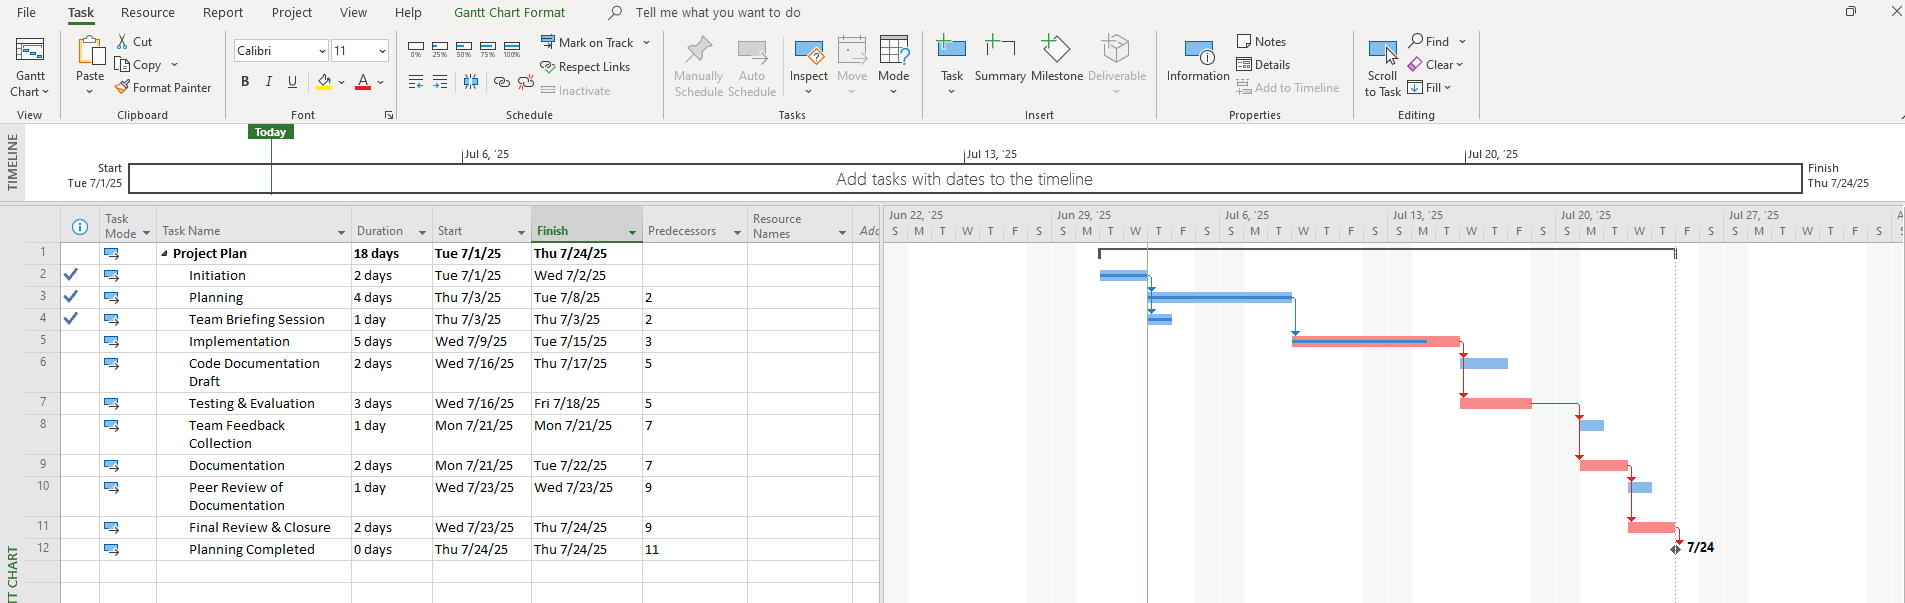 File Task Resource Report Project View Help Gantt Chart Format Tell me what you want to do
Gantt Chart
View
Paste
Cut
Copy
Format Painter
Clipboard
Calibri 11
B I U A
Font
0% 25% 50% 75% 100%
Mark on Track
Respect Links
Inactivate
Schedule
Manually Schedule
Auto Schedule
Inspect
Move
Mode
Tasks
Task
Summary
Milestone
Deliverable
Insert
Information
Notes
Details
Add to Timeline
Properties
Scroll to Task
Find
Clear
Fill
Editing
TIMELINE
Today
Jul 6, '25 Jul 13, '25 Jul 20, '25
Start
Tue 7/1/25
Add tasks with dates to the timeline
Finish
Thu 7/24/25
Task Mode Task Name Duration Start Finish Predecessors Resource Names Add
Jun 22, '25 Jun 29, '25 Jul 6, '25 Jul 13, '25 Jul 20, '25 Jul 27, '25 A
S M T W T F S S M T W T F S S M T W T F S S M T W T F S S M T W T F S S M T W T F S S
1 Project Plan 18 days Tue 7/1/25 Thu 7/24/25
2 Initiation 2 days Tue 7/1/25 Wed 7/2/25
3 Planning 4 days Thu 7/3/25 Tue 7/8/25 2
4 Team Briefing Session 1 day Thu 7/3/25 Thu 7/3/25 2
5 Implementation 5 days Wed 7/9/25 Tue 7/15/25 3
6 Code Documentation Draft 2 days Wed 7/16/25 Thu 7/17/25 5
7 Testing & Evaluation 3 days Wed 7/16/25 Fri 7/18/25 5
8 Team Feedback Collection 1 day Mon 7/21/25 Mon 7/21/25 7
9 Documentation 2 days Mon 7/21/25 Tue 7/22/25 7
10 Peer Review of Documentation 1 day Wed 7/23/25 Wed 7/23/25 9
11 Final Review & Closure 2 days Wed 7/23/25 Thu 7/24/25 9
12 Planning Completed 0 days Thu 7/24/25 Thu 7/24/25 11
7/24
TT CHART